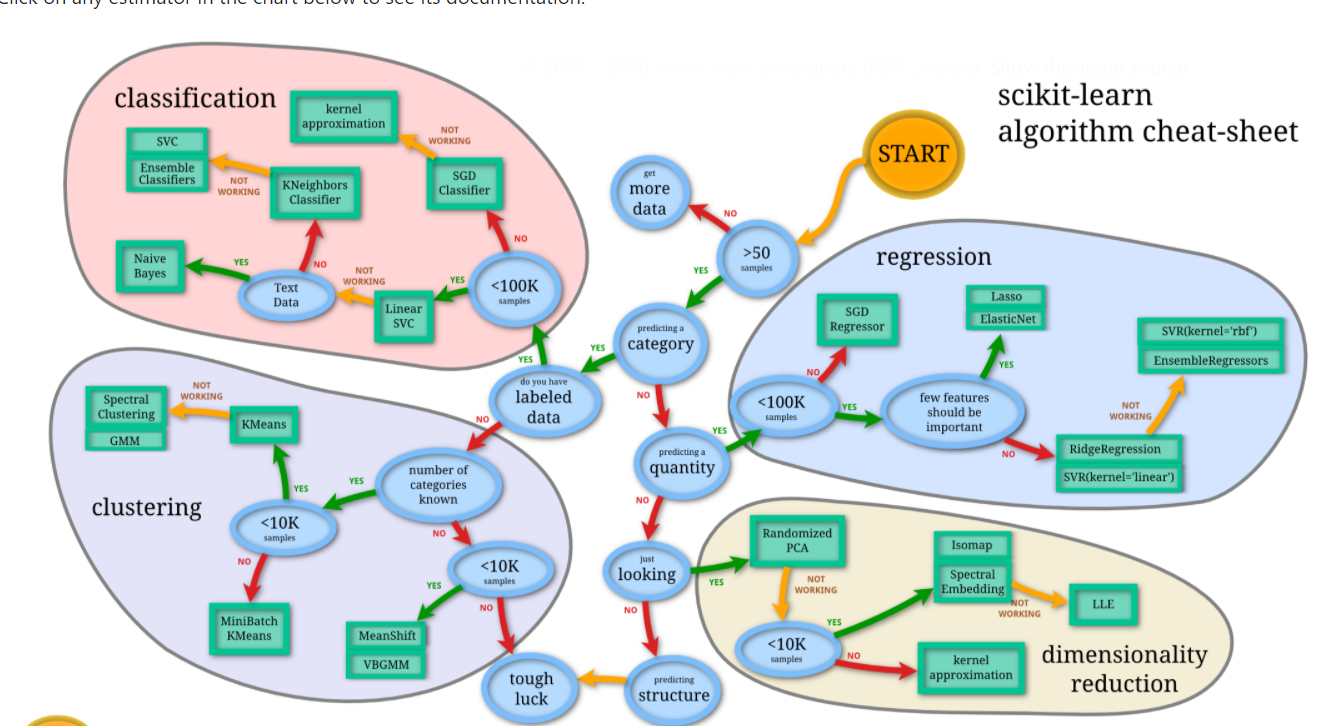 Click on any estimator in the chart below to see its documentation.
scikit-learn
algorithm cheat-sheet
START
classification
kernel
approximation
NOT
WORKING
SVC
Ensemble
Classifiers
NOT
WORKING
KNeighbors
Classifier
SGD
Classifier
NO
NO
Naive
Bayes
YES
Text
Data
NOT
WORKING
Linear
SVC
YES
<100K
samples
YES
get
more
data
NO
>50
samples
YES
predicting a
category
YES
do you have
labeled
data
NO
NO
predicting a
quantity
YES
NO
just
looking
YES
NO
predicting
structure
tough
luck
regression
SGD
Regressor
NO
<100K
samples
YES
Lasso
ElasticNet
YES
few features
should be
important
NO
SVR(kernel='rbf')
EnsembleRegressors
NOT
WORKING
RidgeRegression
SVR(kernel='linear')
clustering
Spectral
Clustering
GMM
NOT
WORKING
KMeans
YES
<10K
samples
NO
MiniBatch
KMeans
number of
categories
known
YES
NO
<10K
samples
YES
NO
MeanShift
VBGMM
Randomized
PCA
NOT
WORKING
<10K
samples
YES
NO
Isomap
Spectral
Embedding
NOT
WORKING
LLE
kernel
approximation
dimensionality
reduction